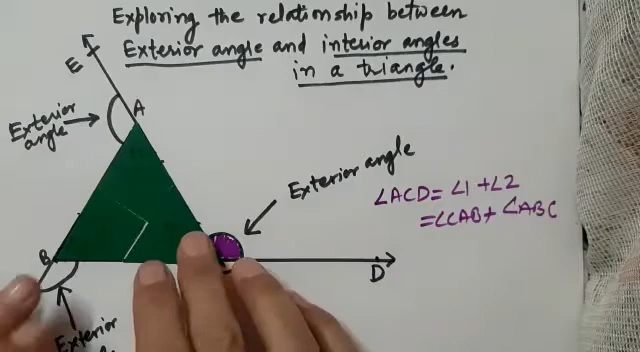 Exploring the relationship between
Exterior angle and interior angles
in a triangle.
E
A
Exterior
angle
Exterior angle
∠ACD = ∠1 + ∠2
= ∠CAB + ∠ABC
B
D
Exterior